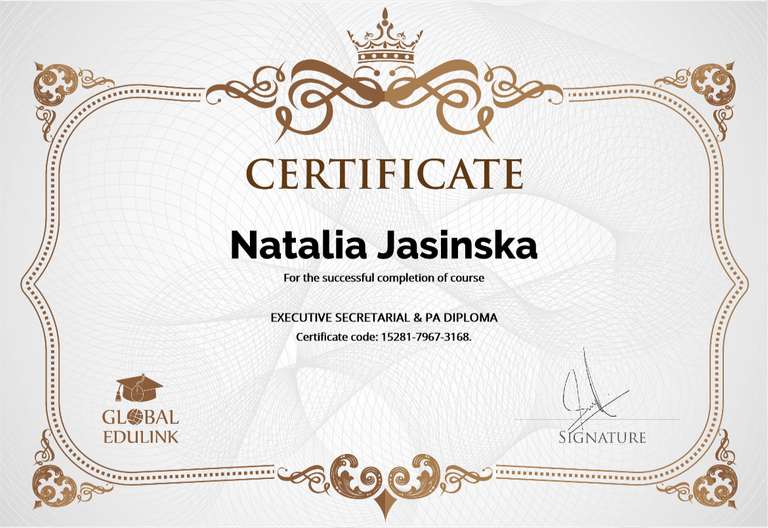 CERTIFICATE
Natalia Jasinska
For the successful completion of course
EXECUTIVE SECRETARIAL & PA DIPLOMA
Certificate code: 15281-7967-3168.
GLOBAL
EDULINK
SIGNATURE